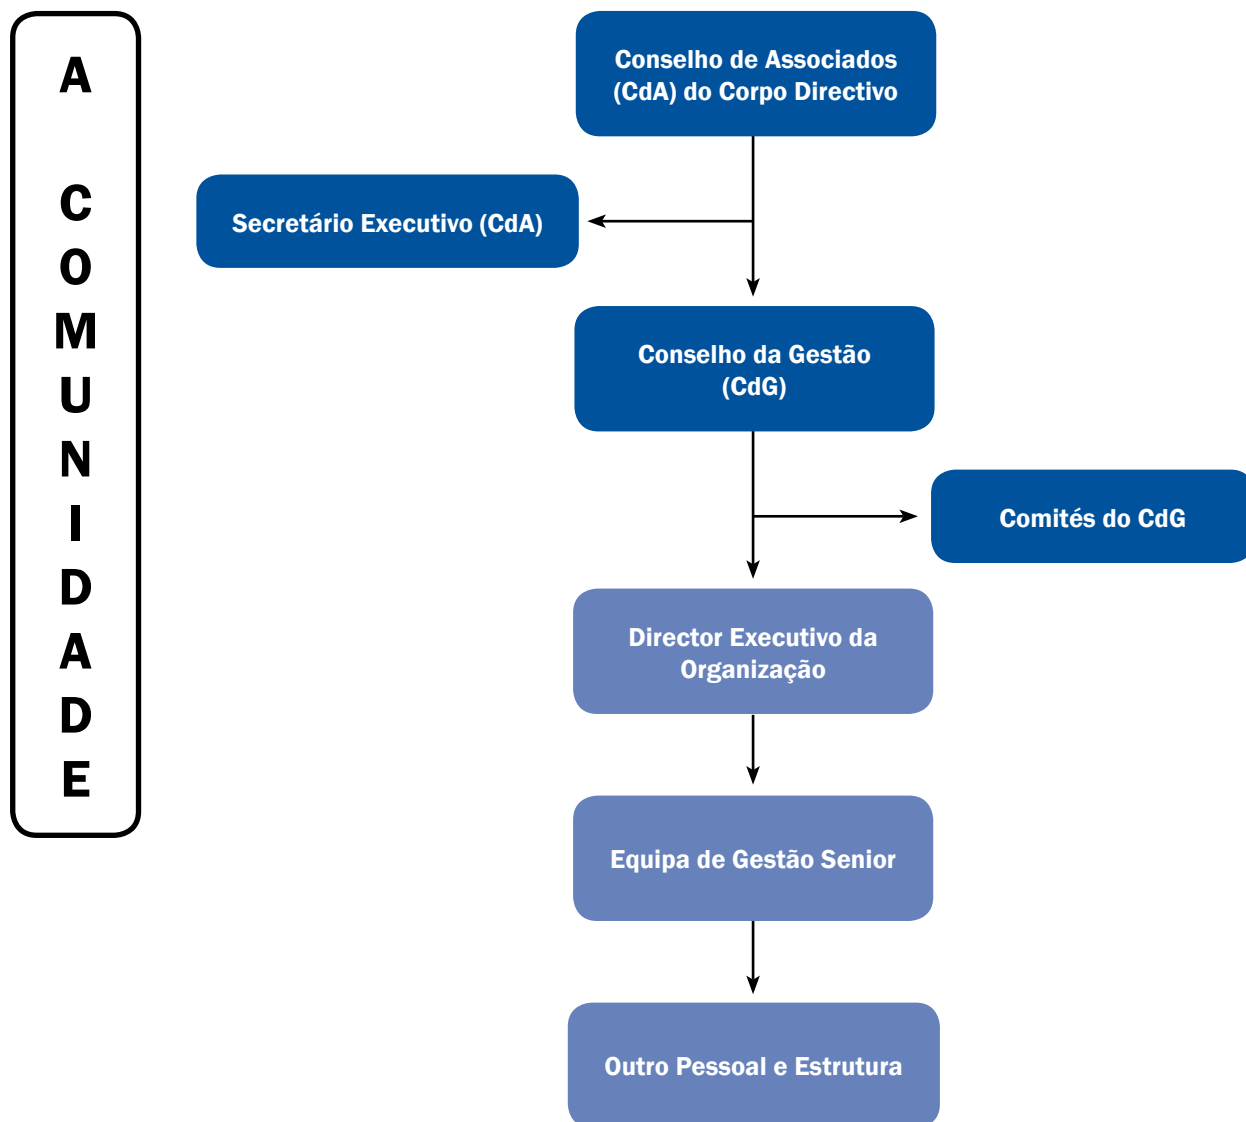 A
C
O
M
U
N
I
D
A
D
E
Conselho de Associados
(CdA) do Corpo Directivo
Secretário Executivo (CdA)
Conselho da Gestão
(CdG)
Comités do CdG
Director Executivo da
Organização
Equipa de Gestão Senior
Outro Pessoal e Estrutura